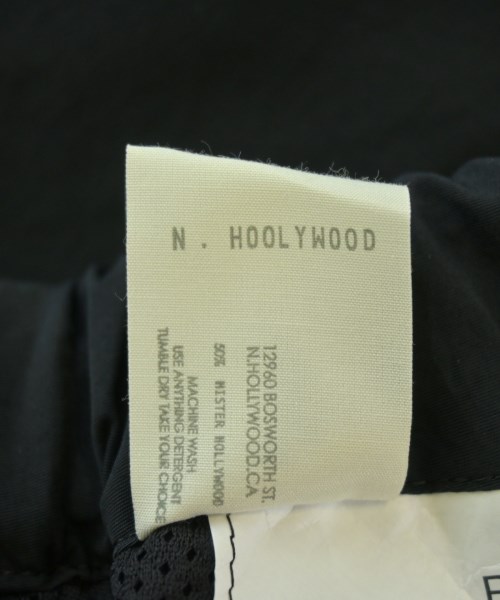 N. HOOLYWOOD
12960 BOSWORTH ST.
N.HOLLYWOOD.CA
50% MISTER HOLLYWOOD
MACHINE WASH
USE ANYTHING DETERGENT
TUMBLE DRY TAKE YOUR CHOICE